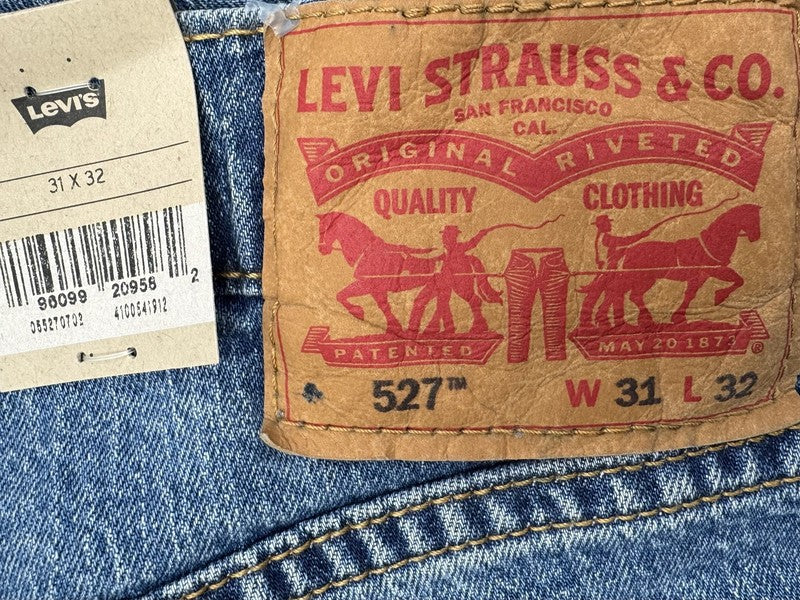 LEVI'S
31 X 32
96099 20956 2
055270702 4100541912
LEVI STRAUSS & CO.
SAN FRANCISCO
CAL.
ORIGINAL RIVETED
QUALITY CLOTHING
PATENTED MAY 20 1873 ®
527™ W 31 L 32